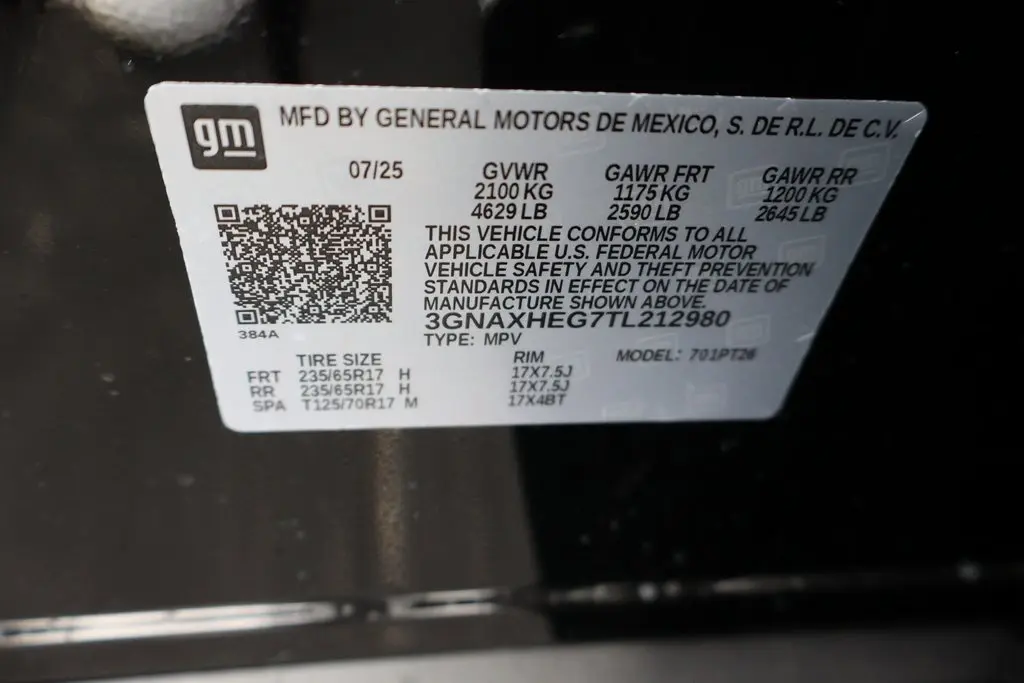 gm
MFD BY GENERAL MOTORS DE MEXICO, S. DE R.L. DE C.V.
07/25 GVWR GAWR FRT GAWR RR
2100 KG 1175 KG 1200 KG
4629 LB 2590 LB 2645 LB
THIS VEHICLE CONFORMS TO ALL
APPLICABLE U.S. FEDERAL MOTOR
VEHICLE SAFETY AND THEFT PREVENTION
STANDARDS IN EFFECT ON THE DATE OF
MANUFACTURE SHOWN ABOVE.
3GNAXHEG7TL212980
384A
TYPE: MPV
TIRE SIZE RIM MODEL: 701PT26
FRT 235/65R17 H 17X7.5J
RR 235/65R17 H 17X7.5J
SPA T125/70R17 M 17X4BT